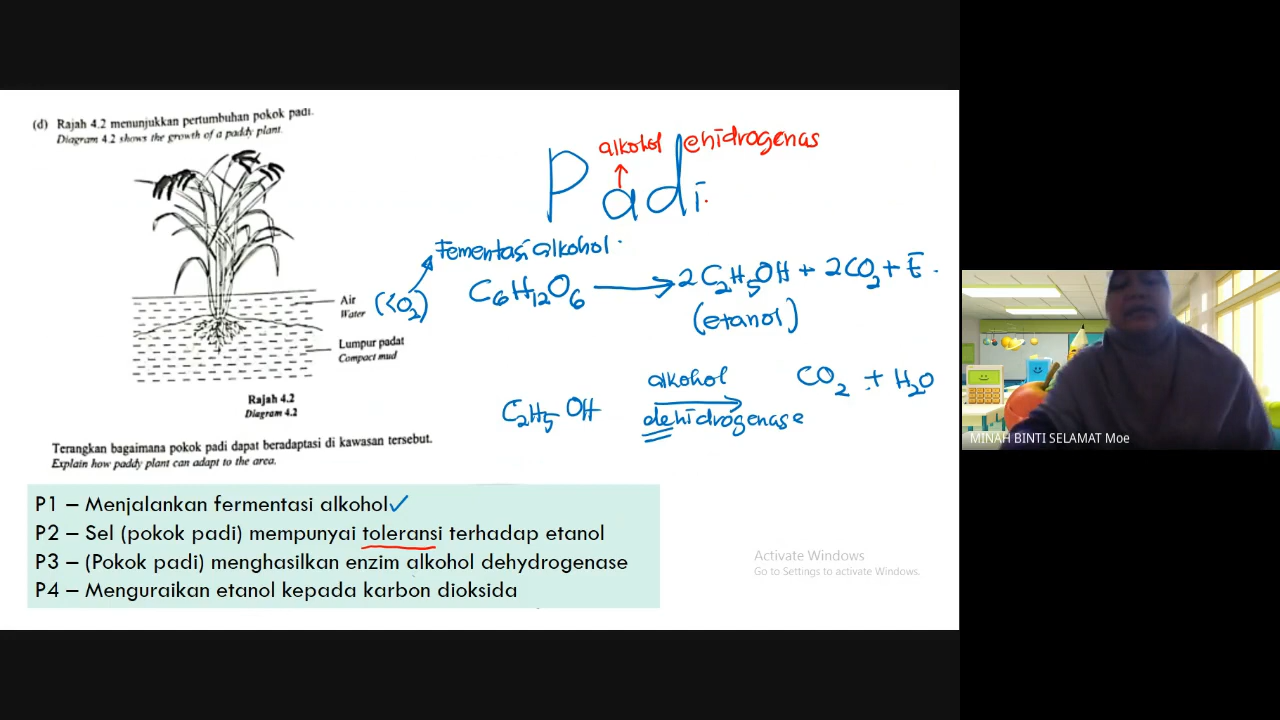 (d) Rajah 4.2 menunjukkan pertumbuhan pokok padi.
Diagram 4.2 shows the growth of a paddy plant.
Air
Water
Lumpur padat
Compact mud
Rajah 4.2
Diagram 4.2
Terangkan bagaimana pokok padi dapat beradaptasi di kawasan tersebut.
Explain how paddy plant can adapt to the area.
alkohol ehidrogenas
Padi
Fementasi alkohol
(<O₂)
C₆H₁₂O₆ → 2C₂H₅OH + 2CO₂ + E
(etanol)
alkohol
C₂H₅OH → CO₂ + H₂O
dehidrogenase
P1 – Menjalankan fermentasi alkohol✓
P2 – Sel (pokok padi) mempunyai toleransi terhadap etanol
P3 – (Pokok padi) menghasilkan enzim alkohol dehydrogenase
P4 – Menguraikan etanol kepada karbon dioksida
Activate Windows
Go to Settings to activate Windows.
MINAH BINTI SELAMAT Moe